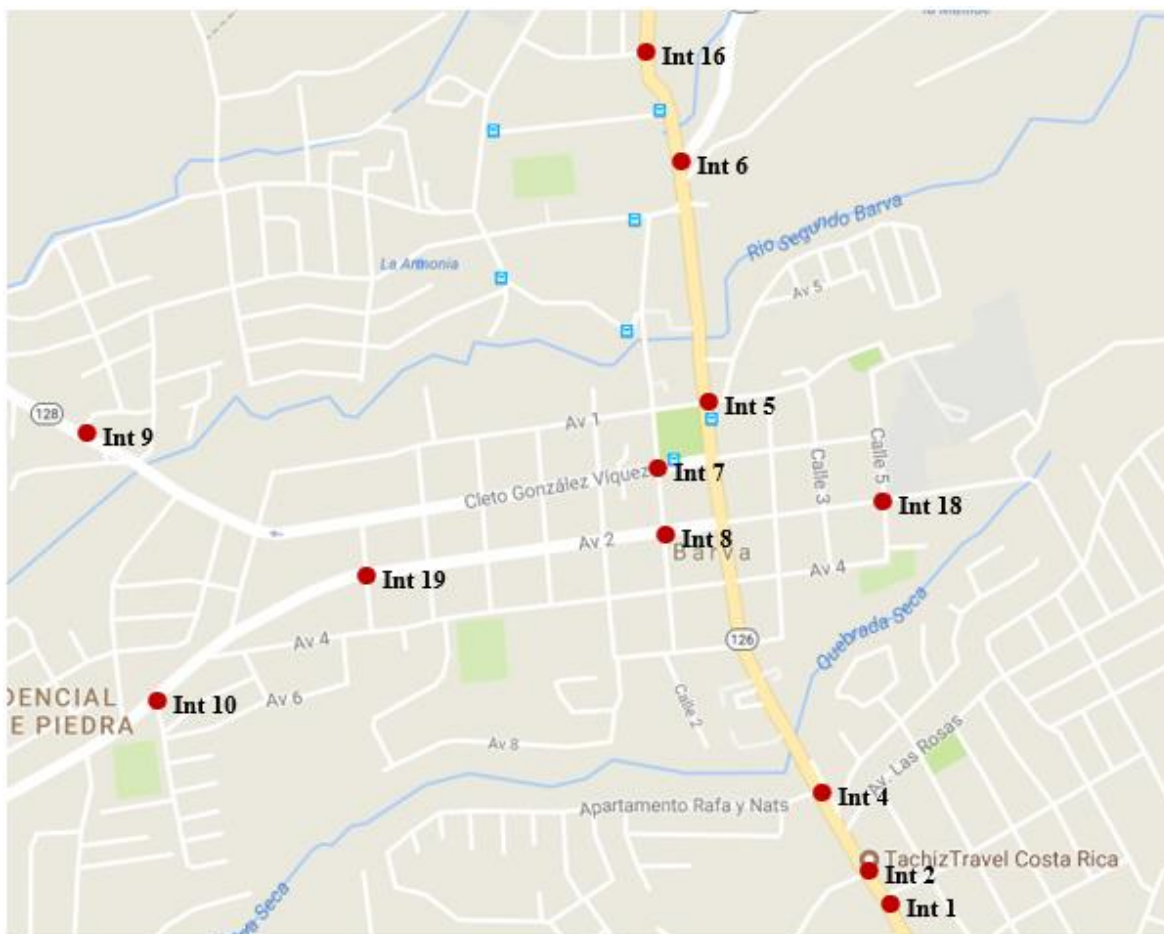 Int 16
Int 6
Rio Segundo Barva
La Armonia
Av 5
128
Int 9
Int 5
Av 1
Int 7
Cleto González Víquez
Calle 3
Calle 5
Int 18
Int 8
Av 2
Barva
Int 19
Av 4
Av 4
126
Quebrada Seca
DENCIAL
E PIEDRA
Int 10
Av 6
Calle 2
Av 8
Av. Las Rosas
Int 4
Apartamento Rafa y Nats
TachizTravel Costa Rica
Int 2
Int 1
Seca